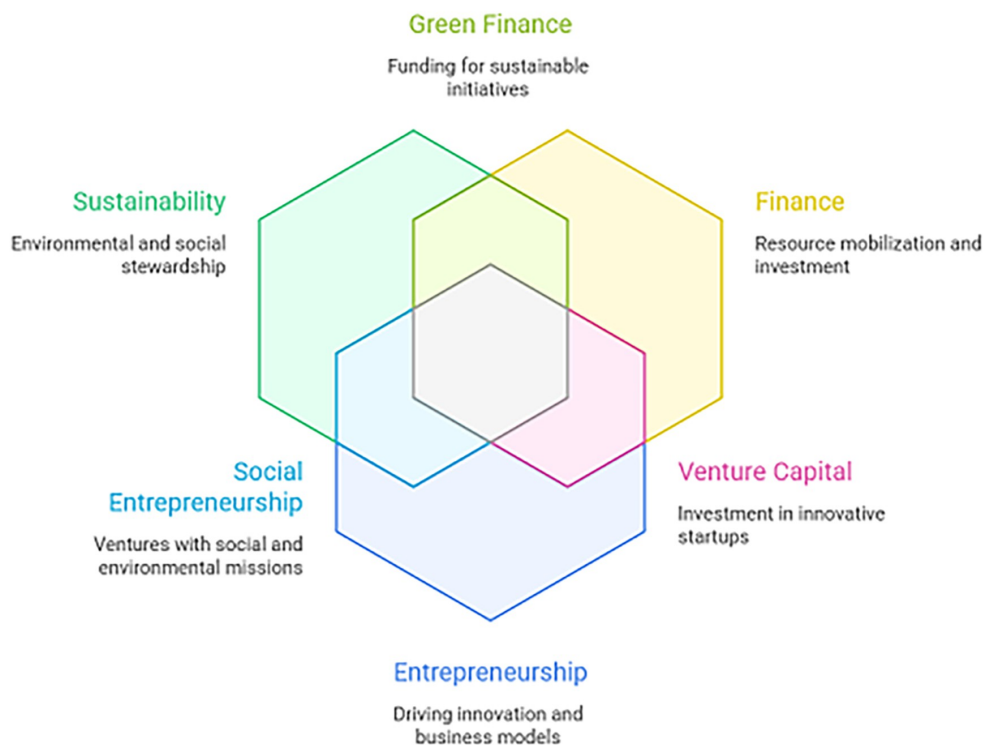 Green Finance
Funding for sustainable
initiatives
Sustainability
Environmental and social
stewardship
Finance
Resource mobilization and
investment
Social
Entrepreneurship
Ventures with social and
environmental missions
Venture Capital
Investment in innovative
startups
Entrepreneurship
Driving innovation and
business models